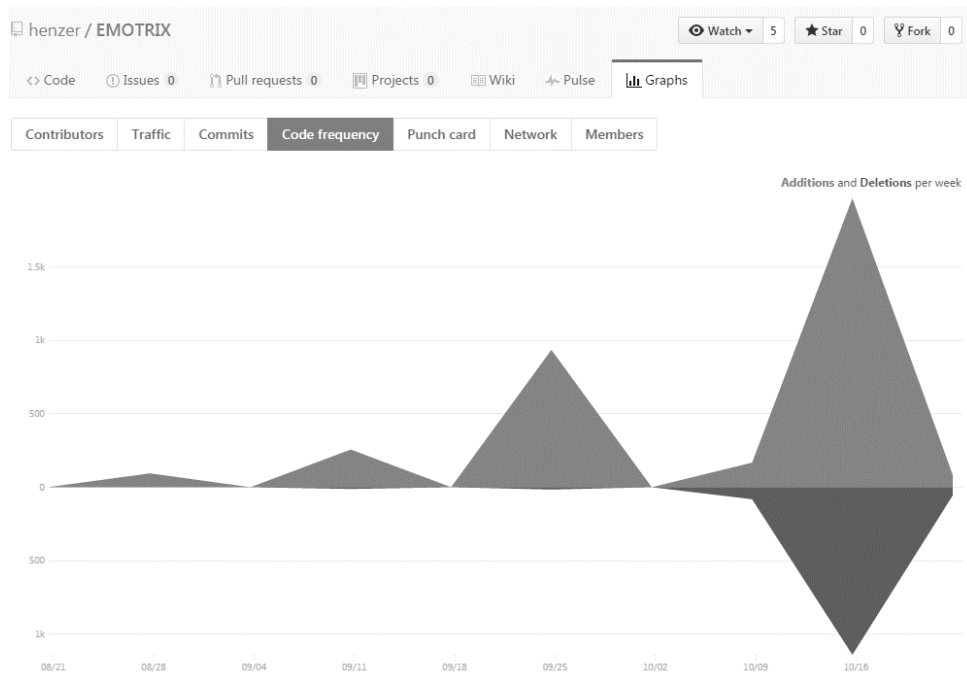 henzer / EMOTRIX
Watch 5 Star 0 Fork 0
Code Issues 0 Pull requests 0 Projects 0 Wiki Pulse Graphs
Contributors Traffic Commits Code frequency Punch card Network Members
Additions and Deletions per week
1.5k
1k
500
0
500
1k
08/21 08/28 09/04 09/11 09/18 09/25 10/02 10/09 10/16